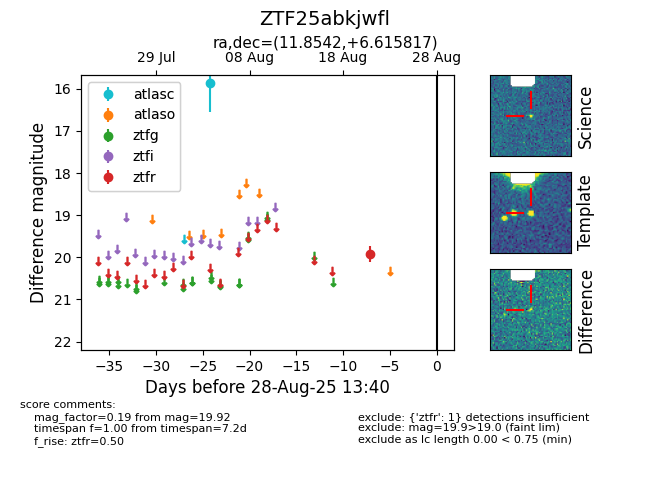 ZTF25abkjwfl
ra,dec=(11.8542,+6.615817)
29 Jul
08 Aug
18 Aug
28 Aug
atlasc
atlaso
ztfg
ztfi
ztfr
16
17
18
19
20
21
22
Difference magnitude
−35
−30
−25
−20
−15
−10
−5
0
Days before 28-Aug-25 13:40
Science
Template
Difference
score comments:
mag_factor=0.19 from mag=19.92
timespan f=1.00 from timespan=7.2d
f_rise: ztfr=0.50
exclude: {'ztfr': 1} detections insufficient
exclude: mag=19.9>19.0 (faint lim)
exclude as lc length 0.00 < 0.75 (min)